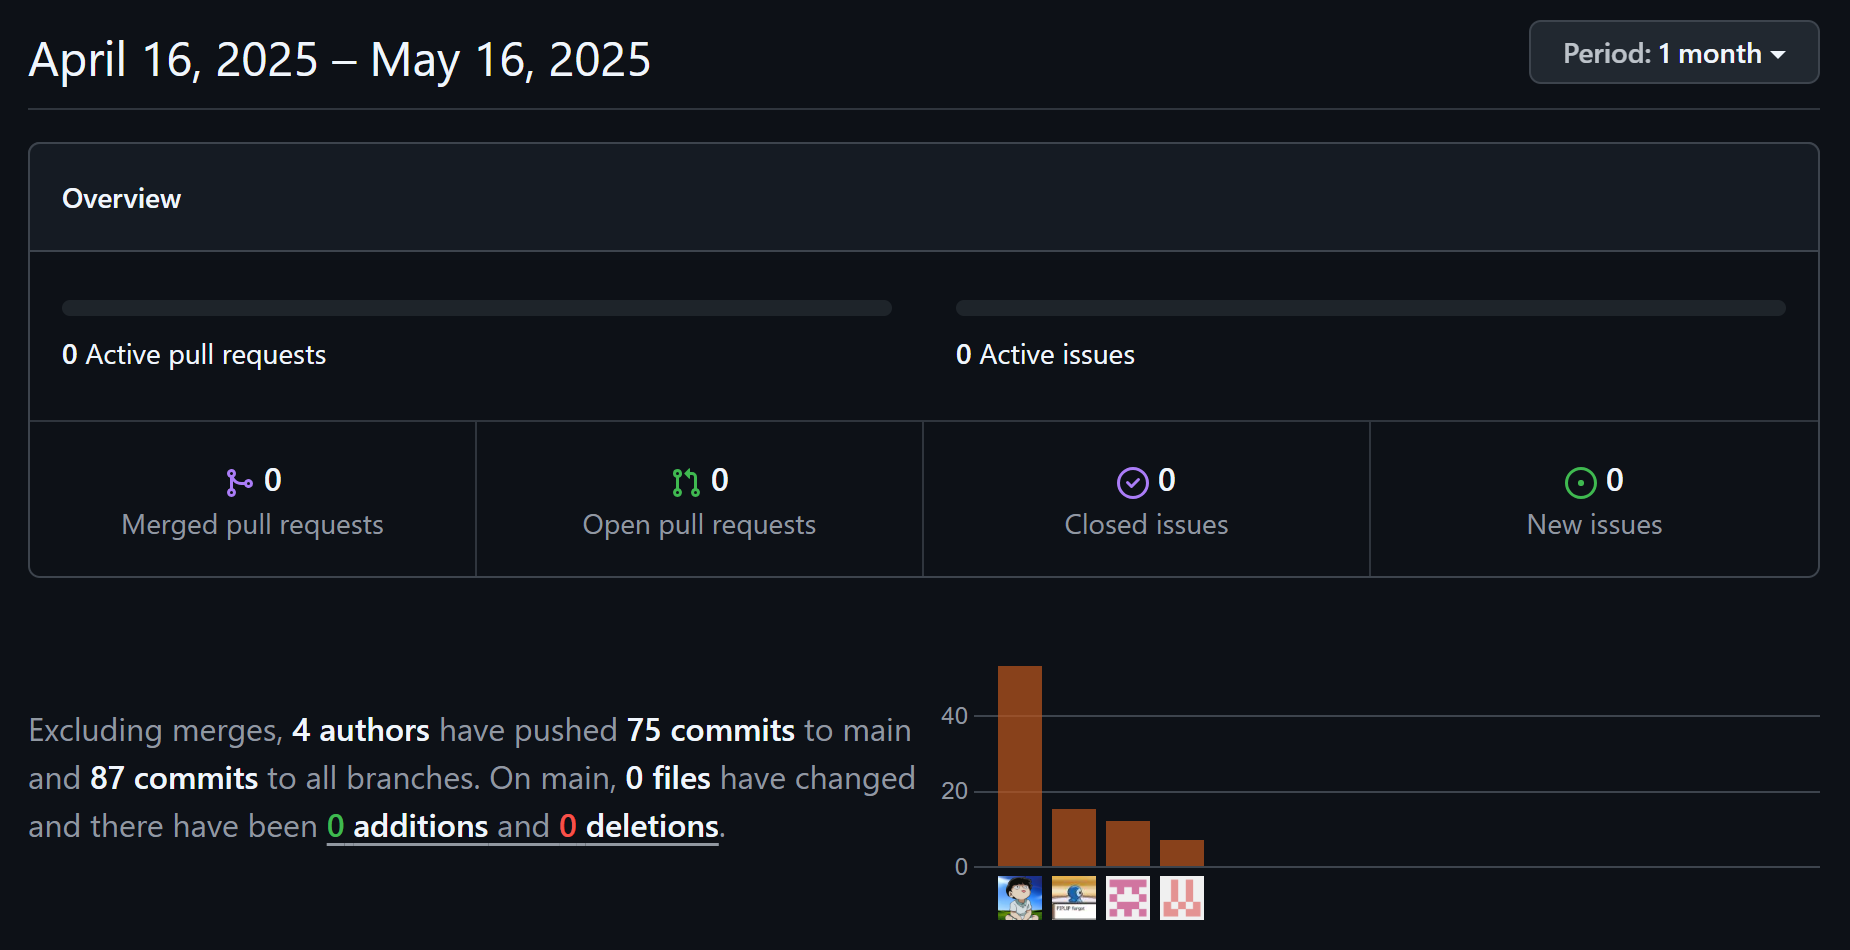 April 16, 2025 – May 16, 2025
Period: 1 month
Overview
0 Active pull requests
0 Active issues
0
Merged pull requests
0
Open pull requests
0
Closed issues
0
New issues
Excluding merges, 4 authors have pushed 75 commits to main
and 87 commits to all branches. On main, 0 files have changed
and there have been 0 additions and 0 deletions.
40
20
0